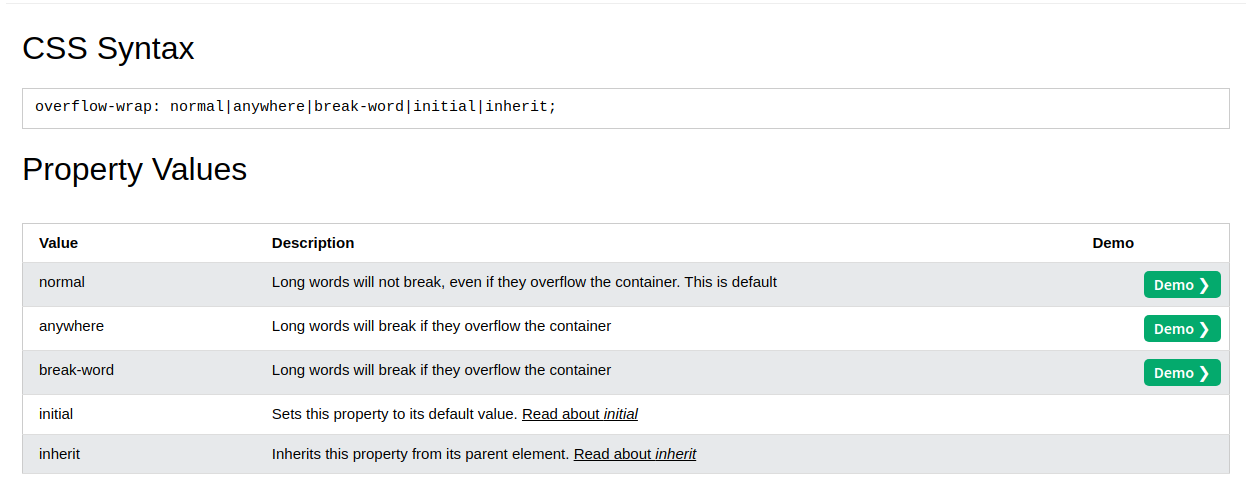 CSS Syntax
overflow-wrap: normal|anywhere|break-word|initial|inherit;
Property Values
Value Description Demo
normal Long words will not break, even if they overflow the container. This is default Demo ❯
anywhere Long words will break if they overflow the container Demo ❯
break-word Long words will break if they overflow the container Demo ❯
initial Sets this property to its default value. Read about initial
inherit Inherits this property from its parent element. Read about inherit